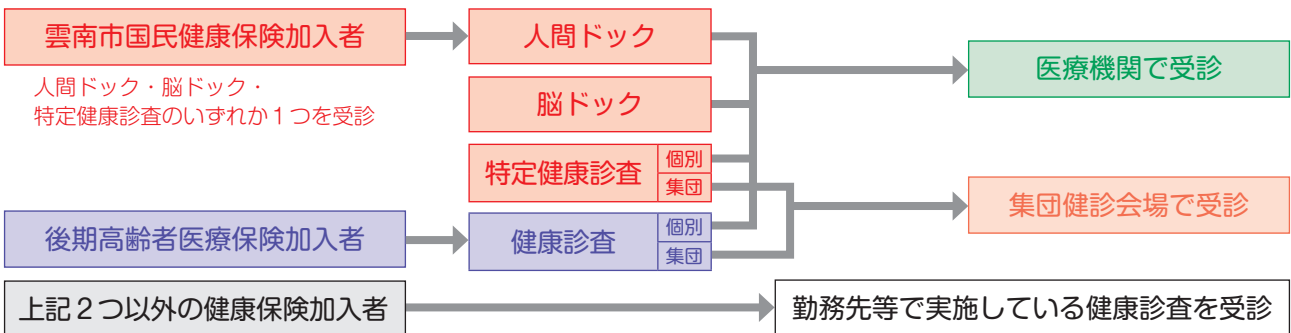 雲南市国民健康保険加入者
人間ドック・脳ドック・
特定健康診査のいずれか１つを受診
人間ドック
脳ドック
特定健康診査
個別
集団
医療機関で受診
集団健診会場で受診
後期高齢者医療保険加入者
健康診査
個別
集団
上記２つ以外の健康保険加入者
勤務先等で実施している健康診査を受診